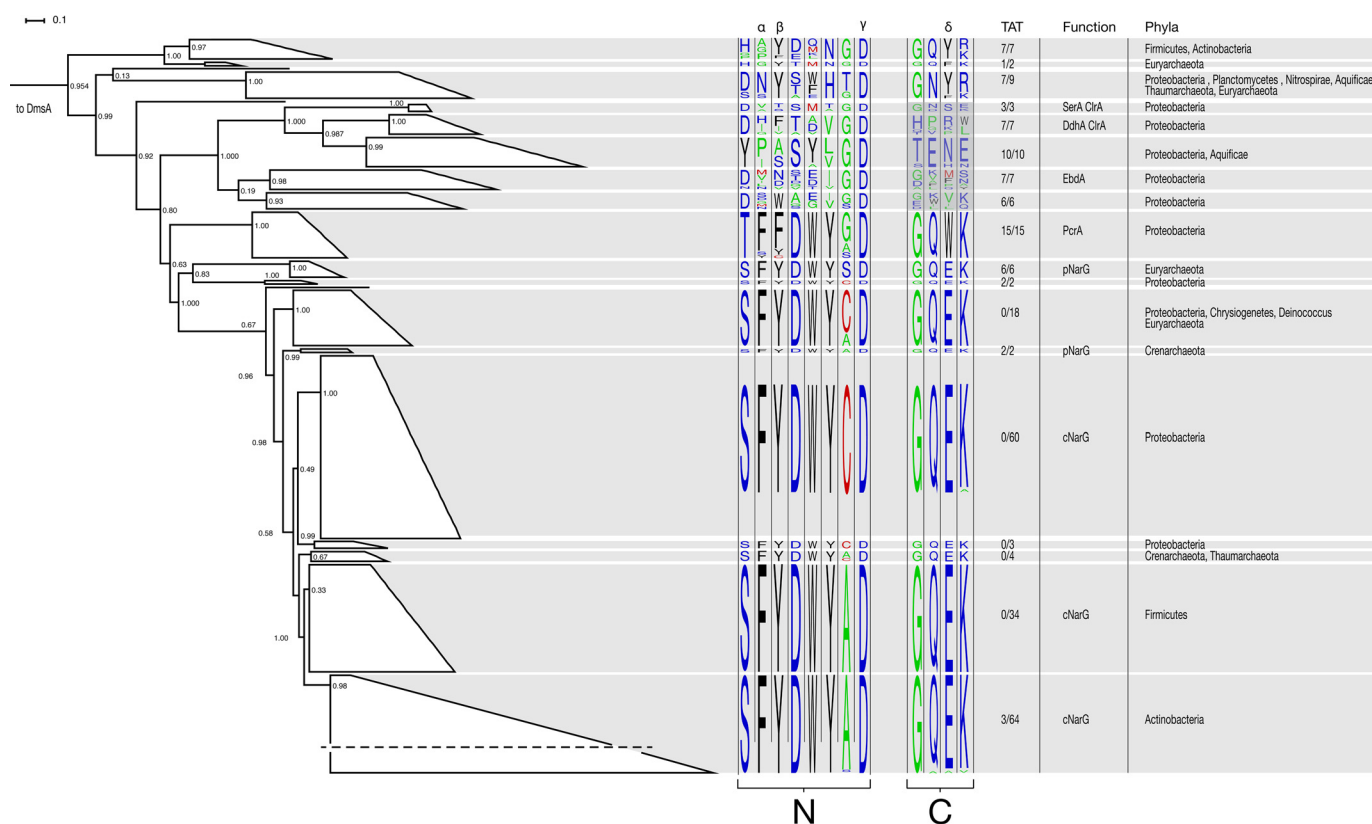 0.1
α β γ δ TAT Function Phyla
0.97
1.00
7/7 Firmicutes, Actinobacteria
1/2 Euryarchaeota
0.954
0.13
1.00
D N Y S W H T D G N Y R
7/9 Proteobacteria , Planctomycetes , Nitrospirae, Aquificae
Thaumarchaeota, Euryarchaeota
to DmsA
0.99
1.00
3/3 SerA ClrA Proteobacteria
1.000
0.987
7/7 DdhA ClrA Proteobacteria
0.92
1.000
0.99
Y P A S Y L G D T E N E
10/10 Proteobacteria, Aquificae
0.98
0.19
7/7 EbdA Proteobacteria
0.93
6/6 Proteobacteria
0.80
1.00
T F F D W Y G D G Q W K
15/15 PcrA Proteobacteria
0.63
0.83
1.00
1.00
S F Y D W Y S D G Q E K
6/6 pNarG Euryarchaeota
S F Y D W Y C D G Q E K
2/2 Proteobacteria
1.000
0.67
1.00
S F Y D W Y C D G Q E K
A
0/18 Proteobacteria, Chrysiogenetes, Deinococcus
Euryarchaeota
0.99
S F Y D W Y A D G Q E K
2/2 pNarG Crenarchaeota
0.96
1.00
0.98
S F Y D W Y C D G Q E K
0/60 cNarG Proteobacteria
0.49
0.58
0.99
S F Y D W Y C D G Q E K
0/3 Proteobacteria
0.67
S F Y D W Y A D G Q E K
0/4 Crenarchaeota, Thaumarchaeota
0.33
S F Y D W Y A D G Q E K
0/34 cNarG Firmicutes
1.00
0.98
S F Y D W Y A D G Q E K
3/64 cNarG Actinobacteria
N C